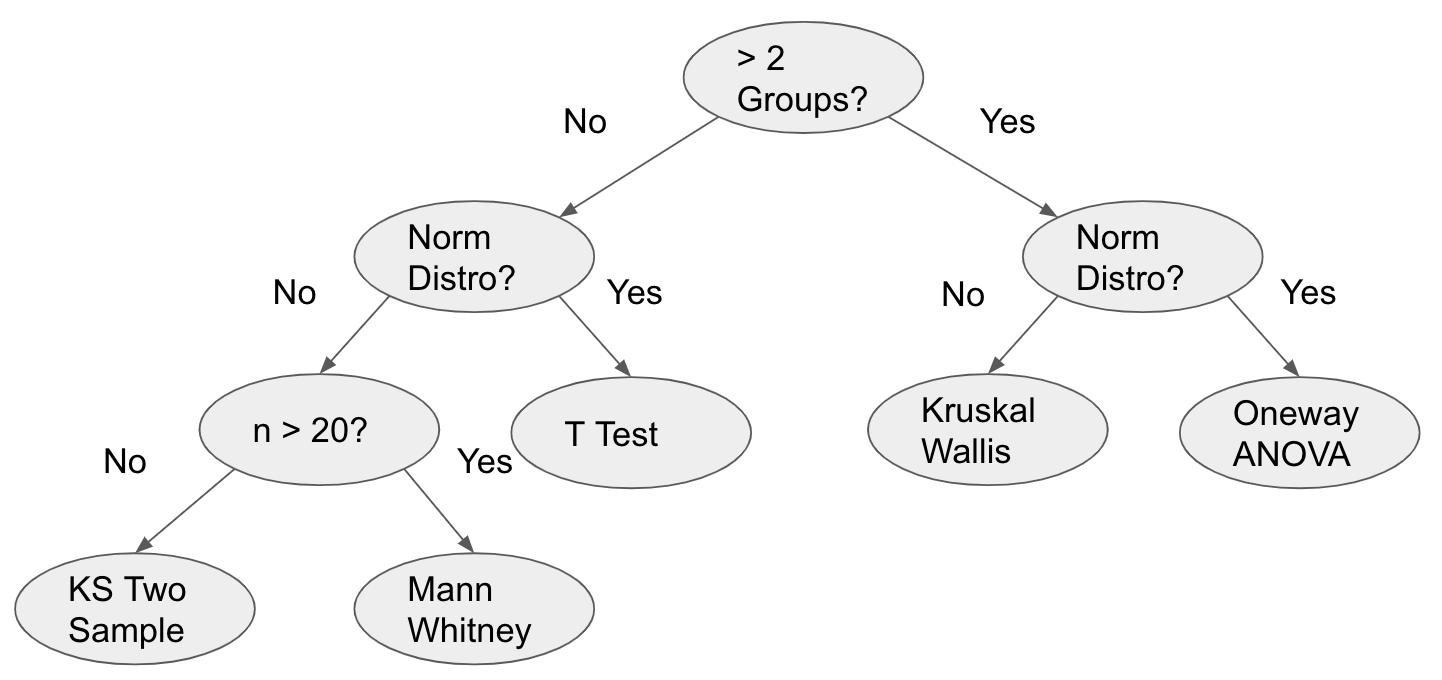 > 2
Groups?
No
Yes
Norm
Distro?
Norm
Distro?
No
Yes
No
Yes
n > 20?
T Test
Kruskal
Wallis
Oneway
ANOVA
No
Yes
KS Two
Sample
Mann
Whitney